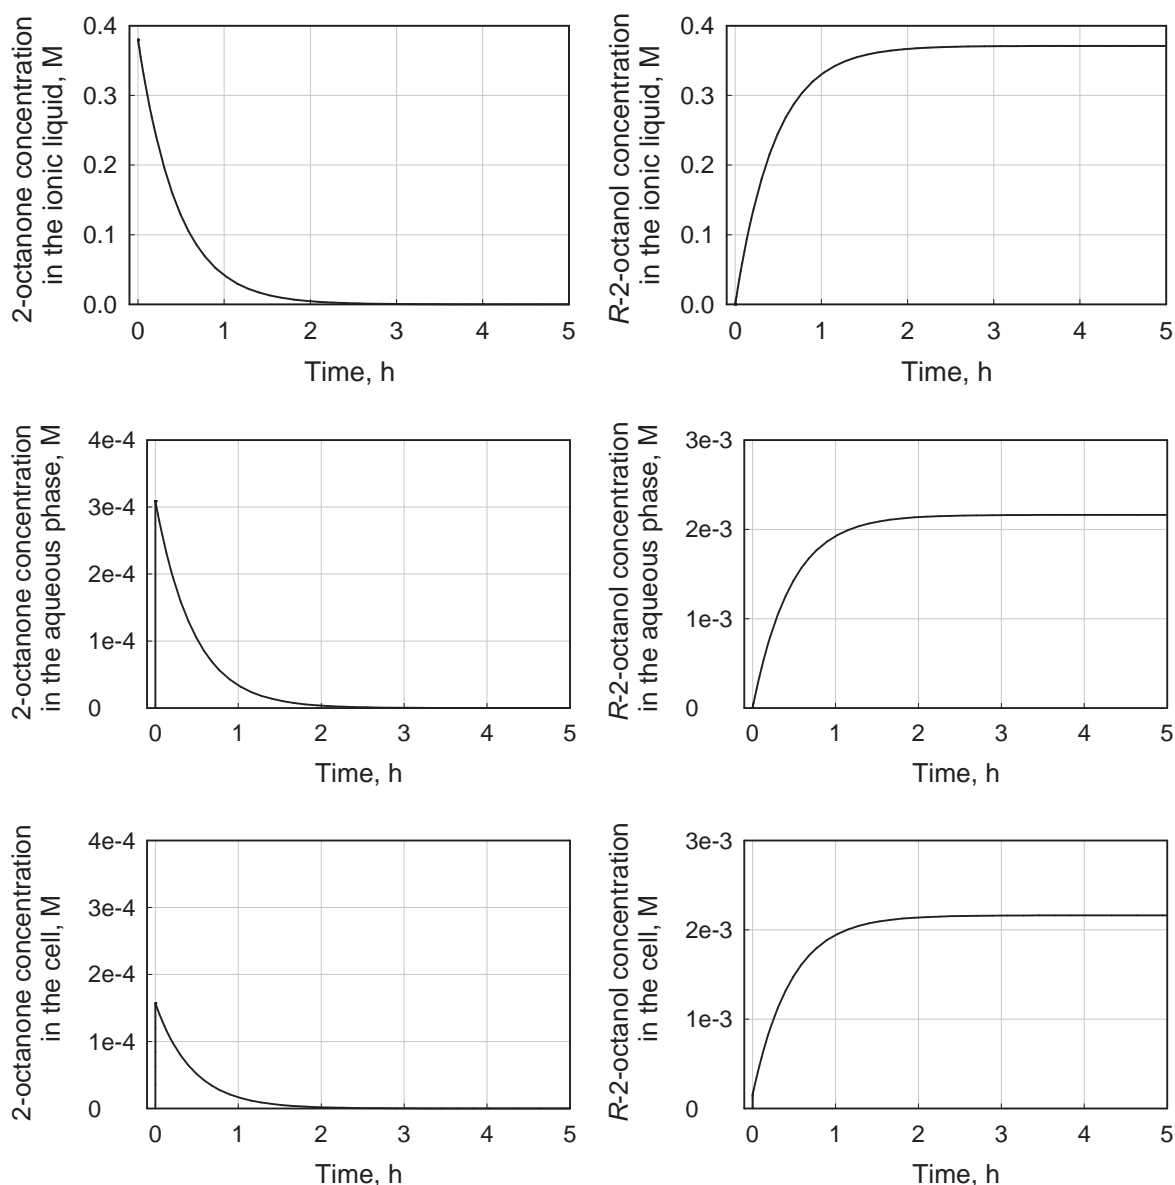 2-octanone concentration
in the ionic liquid, M
0.4
0.3
0.2
0.1
0.0
0 1 2 3 4 5
Time, h
R-2-octanol concentration
in the ionic liquid, M
0.4
0.3
0.2
0.1
0.0
0 1 2 3 4 5
Time, h
2-octanone concentration
in the aqueous phase, M
4e-4
3e-4
2e-4
1e-4
0
0 1 2 3 4 5
Time, h
R-2-octanol concentration
in the aqueous phase, M
3e-3
2e-3
1e-3
0
0 1 2 3 4 5
Time, h
2-octanone concentration
in the cell, M
4e-4
3e-4
2e-4
1e-4
0
0 1 2 3 4 5
Time, h
R-2-octanol concentration
in the cell, M
3e-3
2e-3
1e-3
0
0 1 2 3 4 5
Time, h